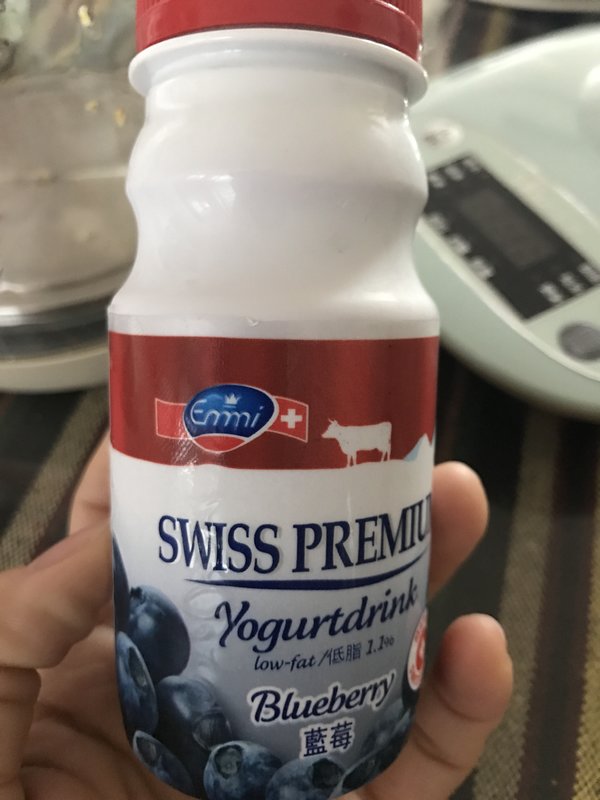 Emmi
SWISS PREMIU
Yogurtdrink
low-fat /低脂 1.1%
Blueberry
藍莓